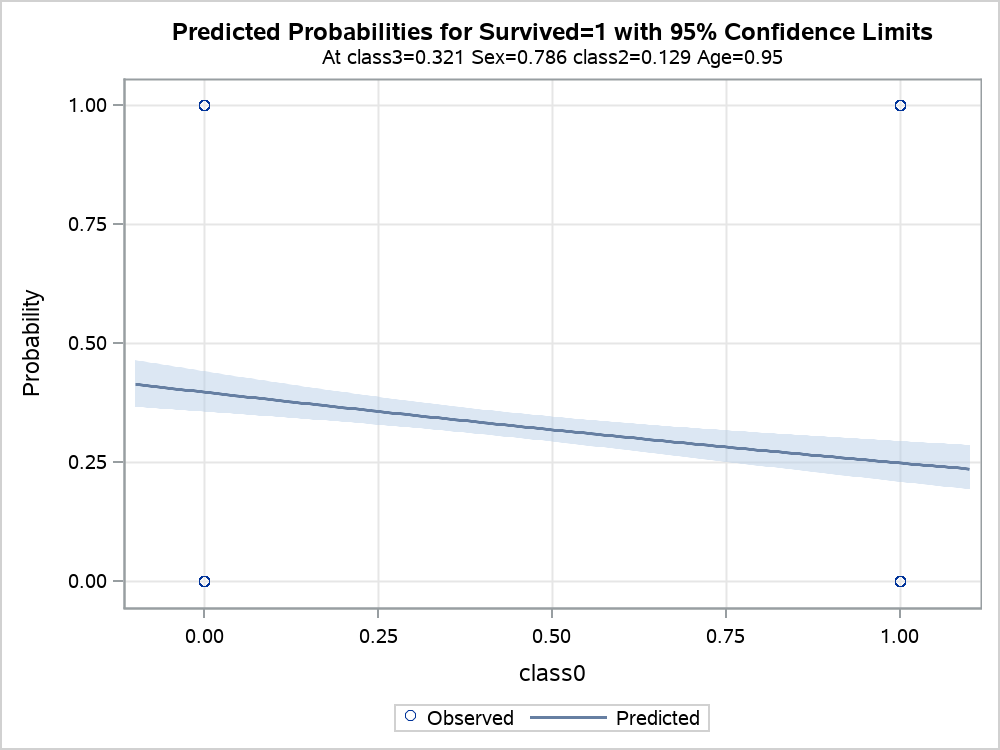 Predicted Probabilities for Survived=1 with 95% Confidence Limits
At class3=0.321 Sex=0.786 class2=0.129 Age=0.95
Probability
1.00
0.75
0.50
0.25
0.00
0.00 0.25 0.50 0.75 1.00
class0
Observed Predicted